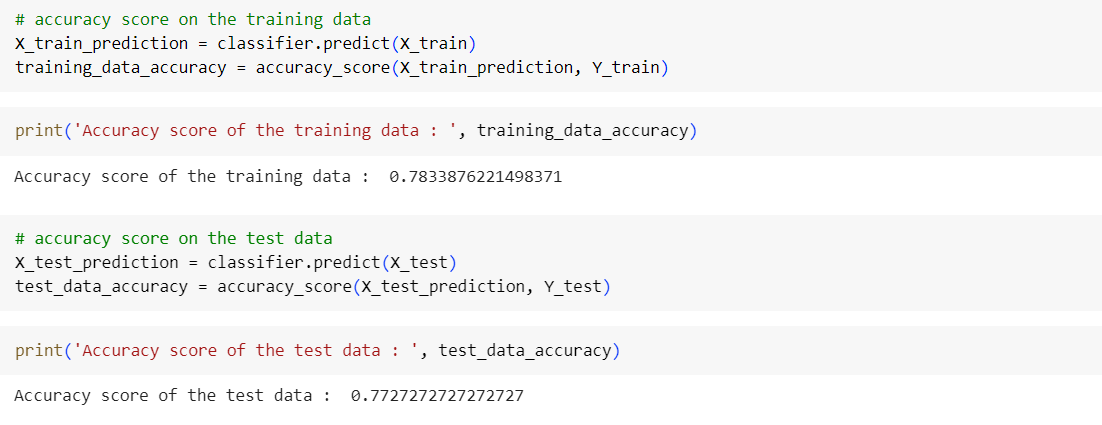 # accuracy score on the training data
X_train_prediction = classifier.predict(X_train)
training_data_accuracy = accuracy_score(X_train_prediction, Y_train)
print('Accuracy score of the training data : ', training_data_accuracy)
Accuracy score of the training data :  0.7833876221498371
# accuracy score on the test data
X_test_prediction = classifier.predict(X_test)
test_data_accuracy = accuracy_score(X_test_prediction, Y_test)
print('Accuracy score of the test data : ', test_data_accuracy)
Accuracy score of the test data :  0.7727272727272727